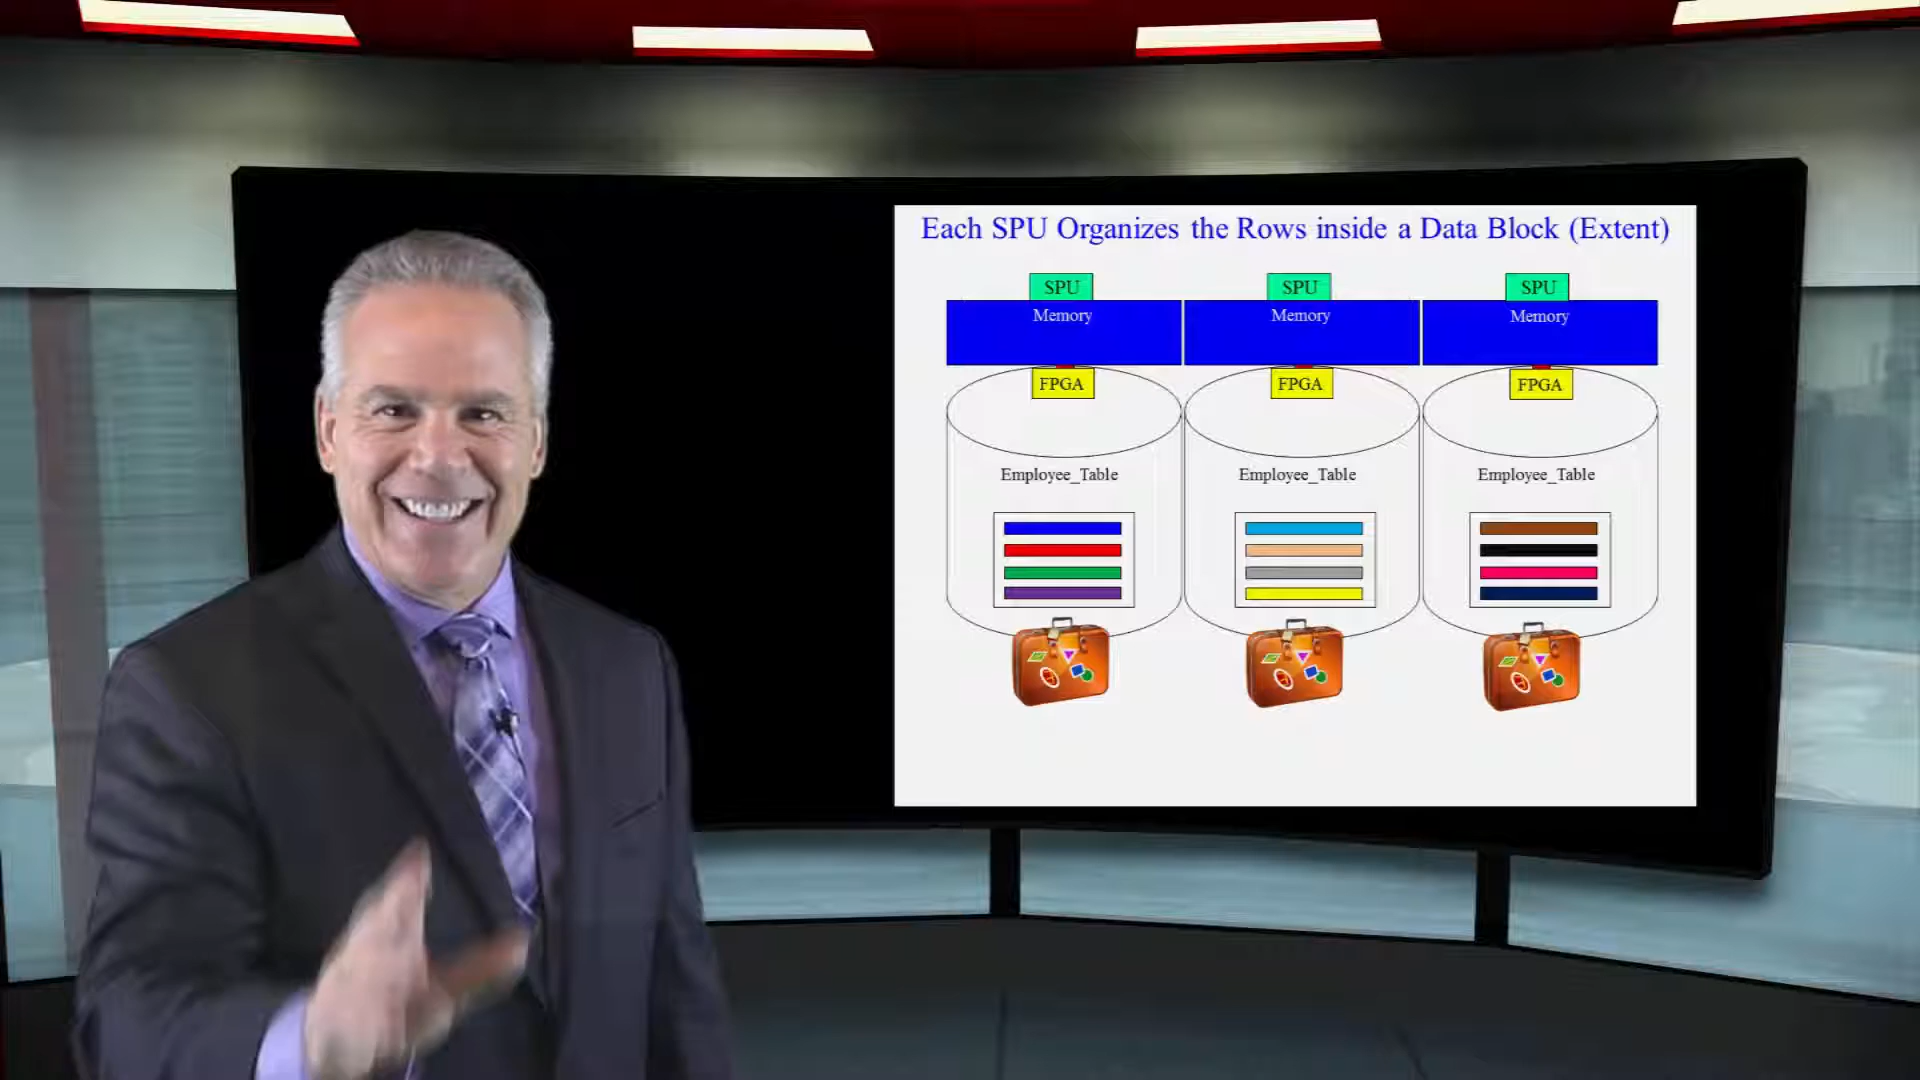 Each SPU Organizes the Rows inside a Data Block (Extent)
SPU SPU SPU
Memory Memory Memory
FPGA FPGA FPGA
Employee_Table Employee_Table Employee_Table